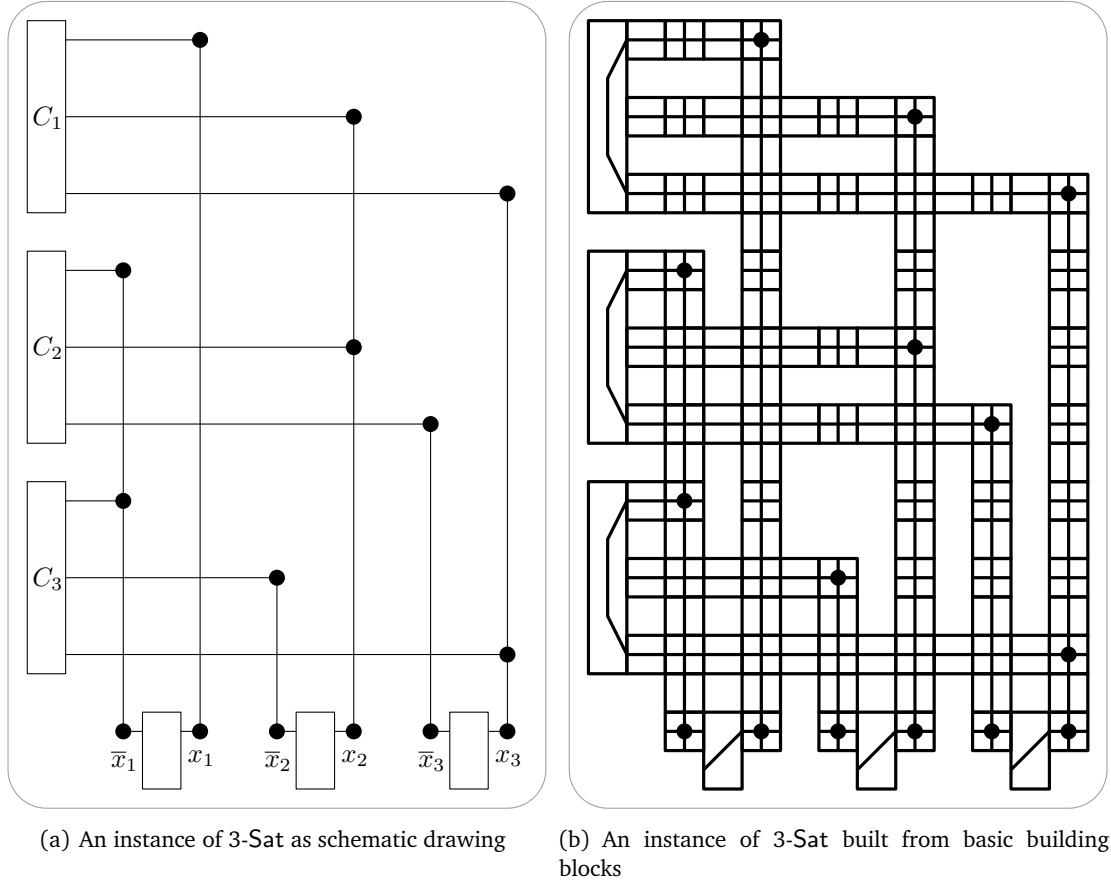 C₁
C₂
C₃
x̅₁ x₁ x̅₂ x₂ x̅₃ x₃
(a) An instance of 3-Sat as schematic drawing
(b) An instance of 3-Sat built from basic building
blocks